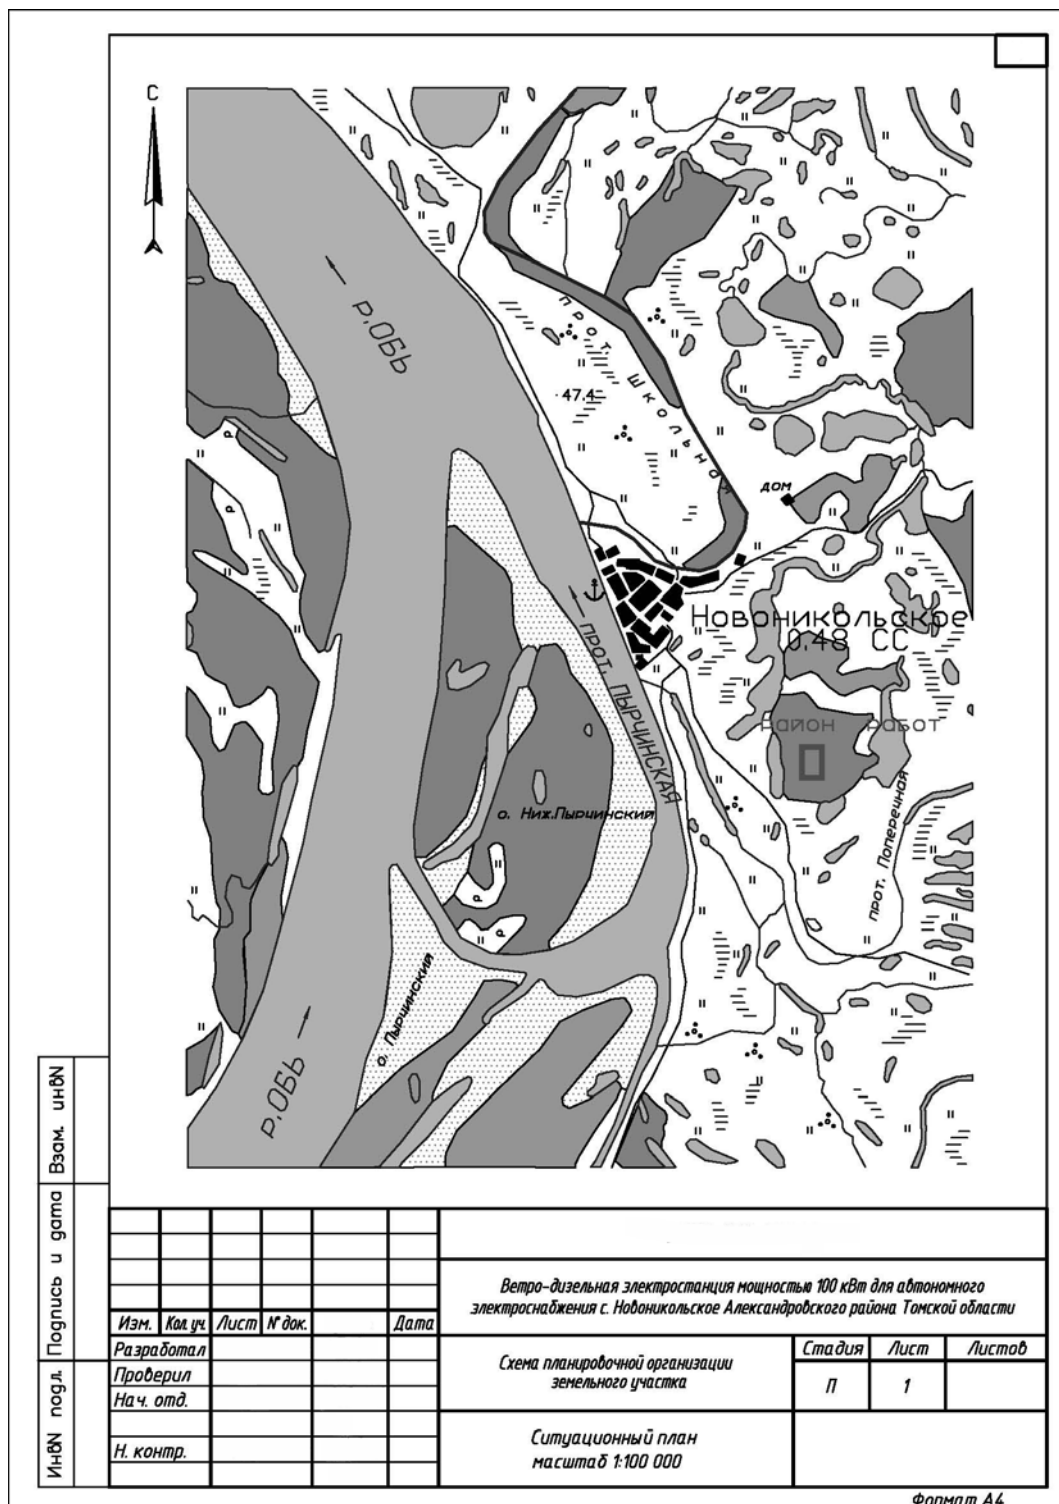 С
р.ОБЬ
прот. Школьная
47.4
дом
Новоникольское
0,48 СС
прот. ПЫРЧИНСКАЯ
район работ
о. Ниж.Пырчинский
прот. Поперечная
о. Пырчинский
р.ОБЬ
Взам. инвN
Подпись и дата
ИнвN подл.
Ветро-дизельная электростанция мощностью 100 кВт для автономного
электроснабжения с. Новоникольское Александровского района Томской области
Изм. Кол.уч Лист N° док. Дата
Разработал
Проверил
Нач. отд.
Н. контр.
Схема планировочной организации
земельного участка
Стадия Лист Листов
П 1
Ситуационный план
масштаб 1:100 000
Формат А4